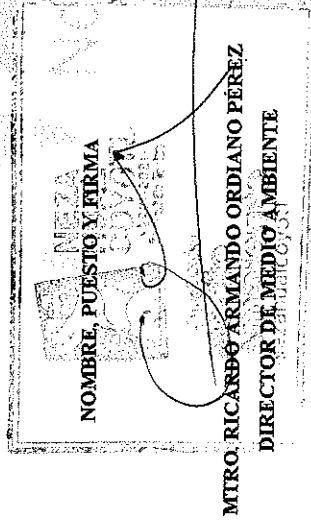 NOMBRE, PUESTO Y FIRMA
MTRO. RICARDO ARMANDO ORDIANO PÉREZ
DIRECTOR DE MEDIO AMBIENTE